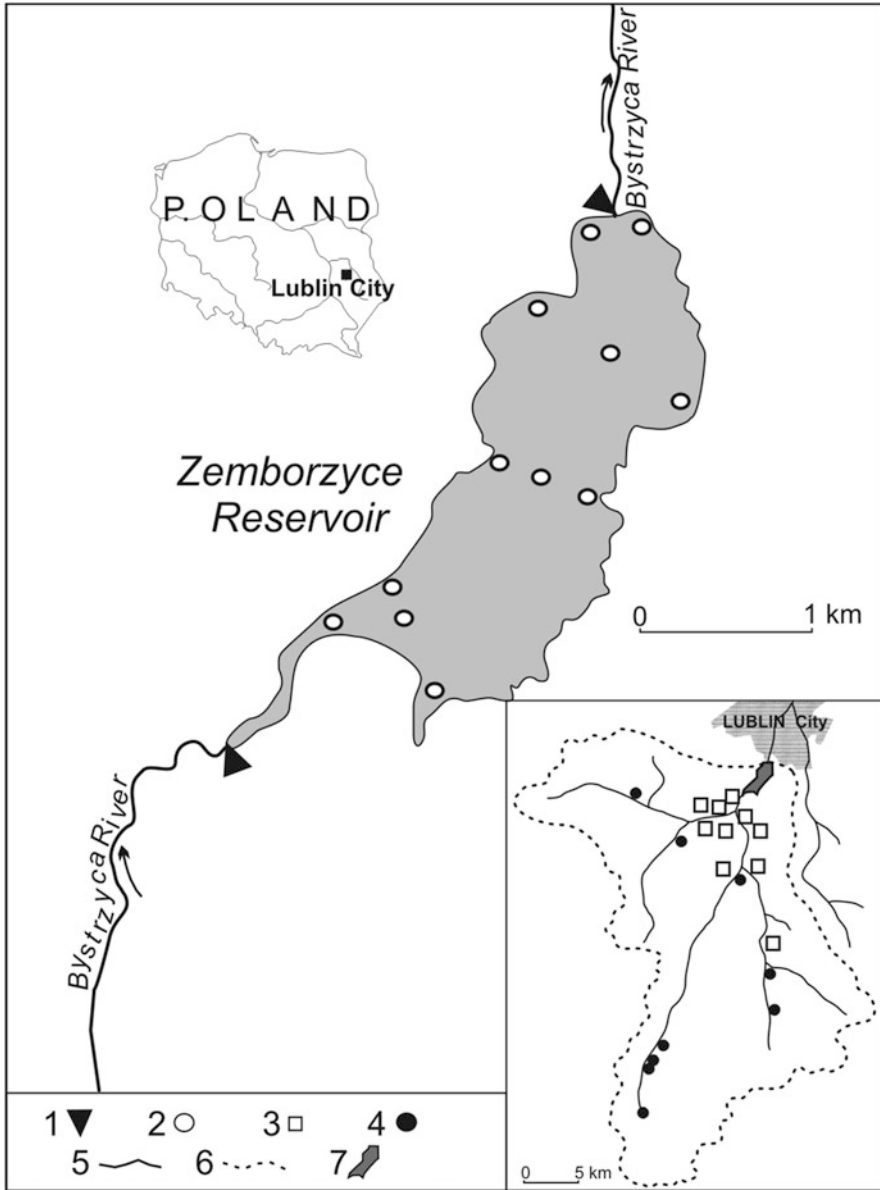 Bystrzyca River
P.OLAND
Lublin City
Zemborzyce
Reservoir
0 1 km
Bystrzyca River
LUBLIN City
0 5 km
1 2 3 4
5 6 7